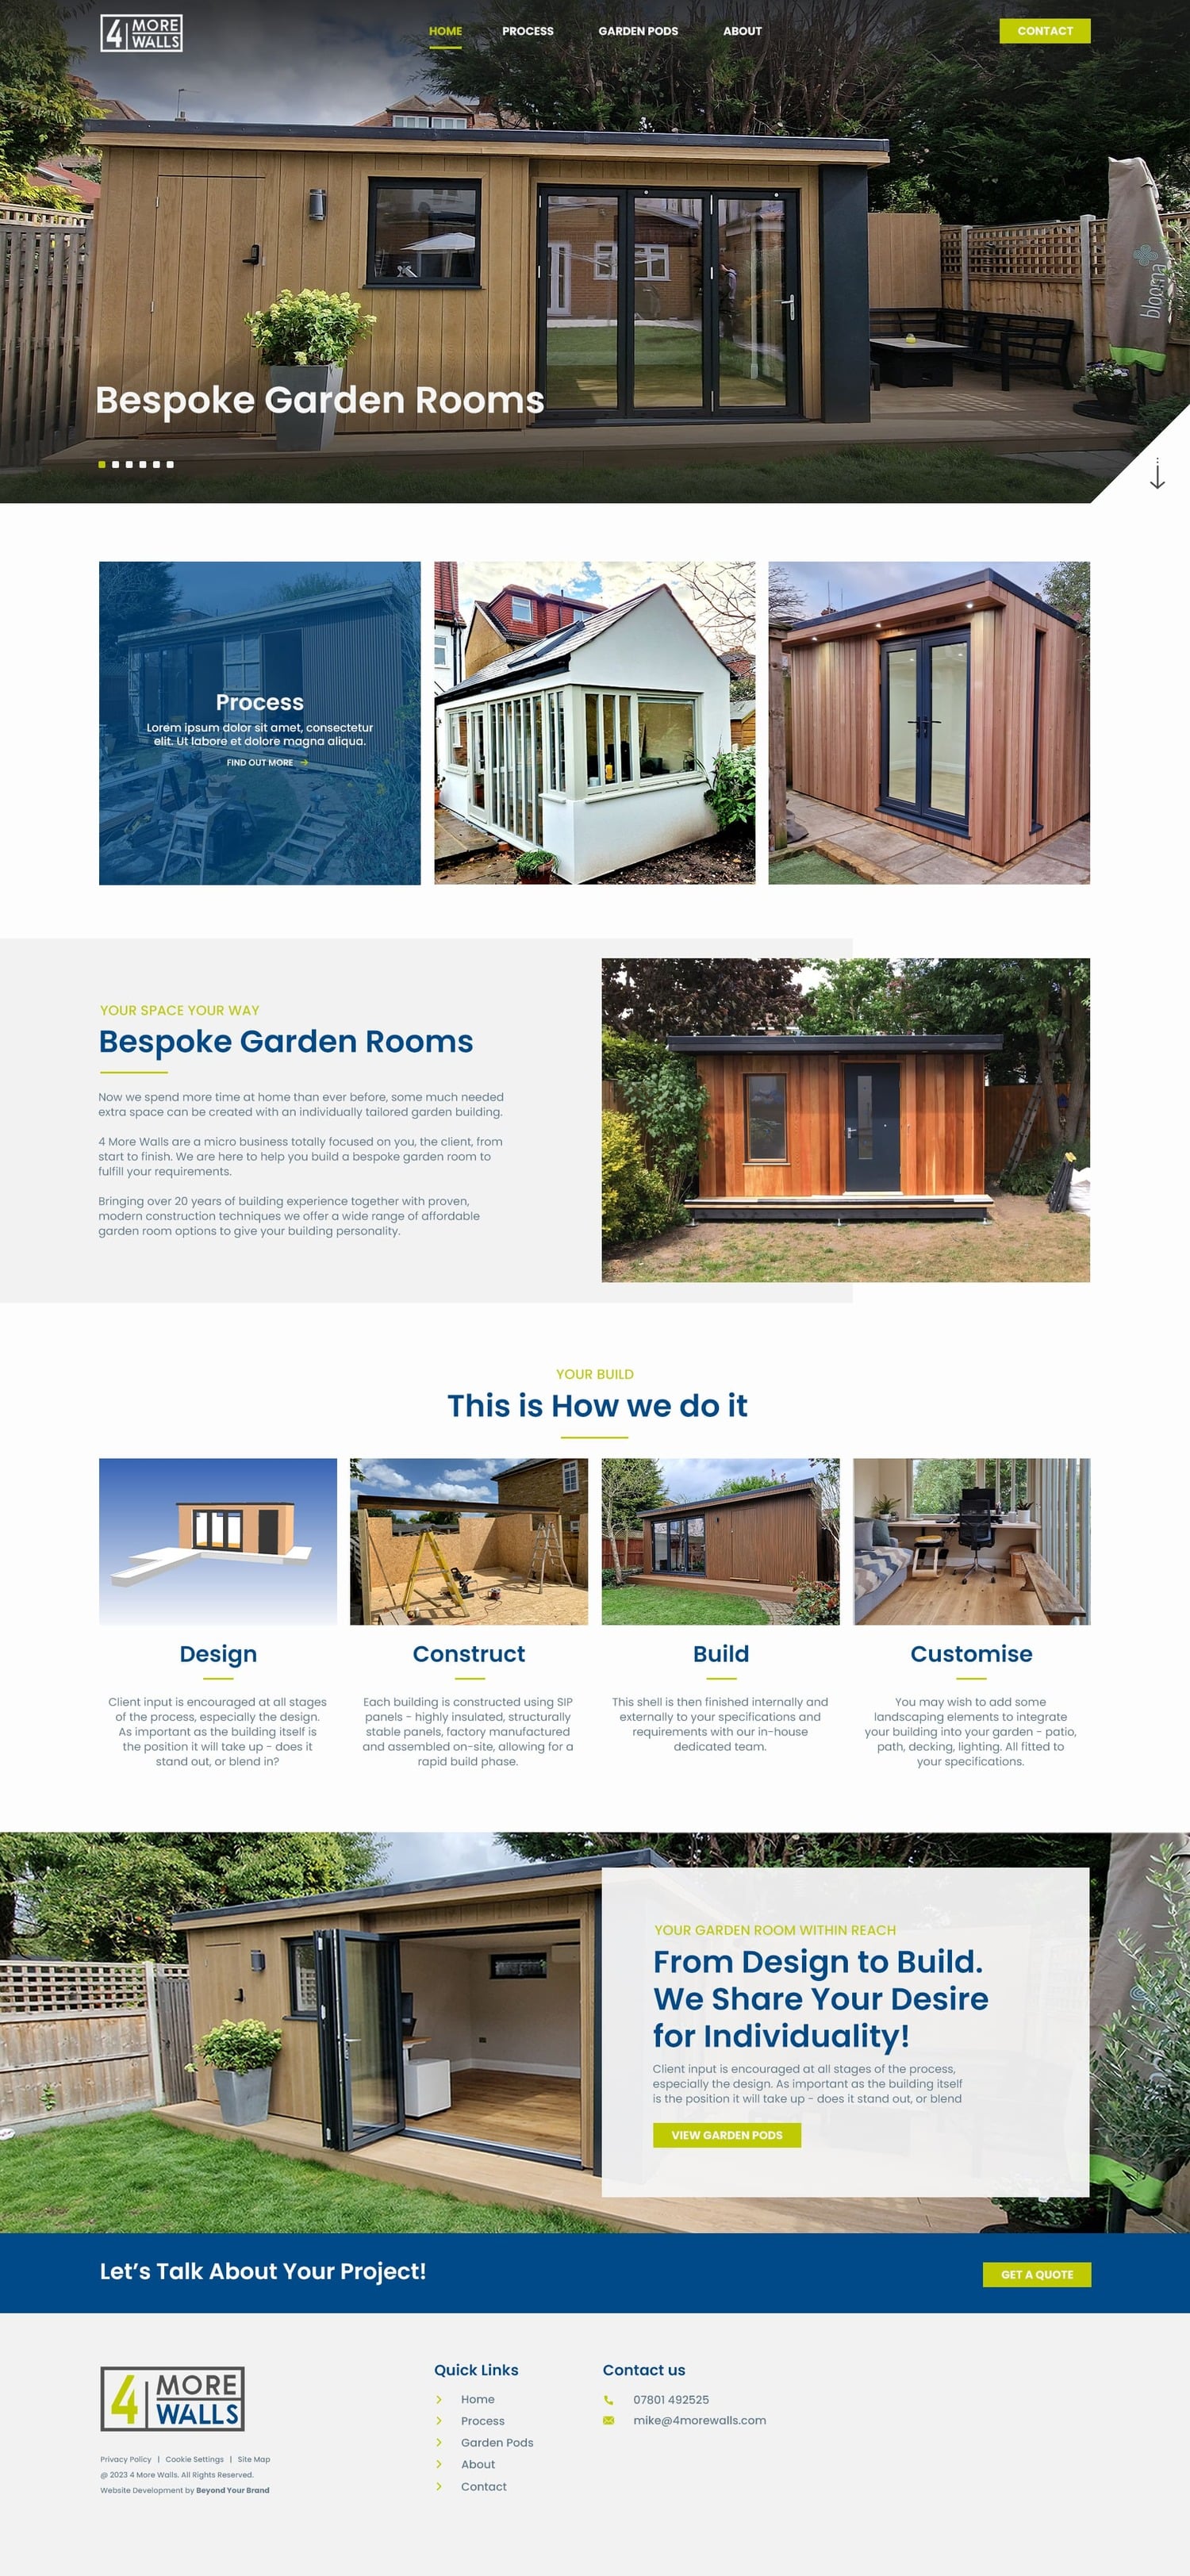 4 MORE
WALLS
HOME PROCESS GARDEN PODS ABOUT CONTACT
blooma
Bespoke Garden Rooms
Process
Lorem ipsum dolor sit amet, consectetur
elit. Ut labore et dolore magna aliqua.
FIND OUT MORE
YOUR SPACE YOUR WAY
Bespoke Garden Rooms
Now we spend more time at home than ever before, some much needed
extra space can be created with an individually tailored garden building.
4 More Walls are a micro business totally focused on you, the client, from
start to finish. We are here to help you build a bespoke garden room to
fulfill your requirements.
Bringing over 20 years of building experience together with proven,
modern construction techniques we offer a wide range of affordable
garden room options to give your building personality.
YOUR BUILD
This is How we do it
Design
Client input is encouraged at all stages
of the process, especially the design.
As important as the building itself is
the position it will take up - does it
stand out, or blend in?
Construct
Each building is constructed using SIP
panels - highly insulated, structurally
stable panels, factory manufactured
and assembled on-site, allowing for a
rapid build phase.
Build
This shell is then finished internally and
externally to your specifications and
requirements with our in-house
dedicated team.
Customise
You may wish to add some
landscaping elements to integrate
your building into your garden - patio,
path, decking, lighting. All fitted to
your specifications.
YOUR GARDEN ROOM WITHIN REACH
From Design to Build.
We Share Your Desire
for Individuality!
Client input is encouraged at all stages of the process,
especially the design. As important as the building itself
is the position it will take up - does it stand out, or blend
VIEW GARDEN PODS
Let's Talk About Your Project!
GET A QUOTE
4 MORE
WALLS
Privacy Policy | Cookie Settings | Site Map
@ 2023 4 More Walls. All Rights Reserved.
Website Development by Beyond Your Brand
Quick Links
Home
Process
Garden Pods
About
Contact
Contact us
07801 492525
mike@4morewalls.com